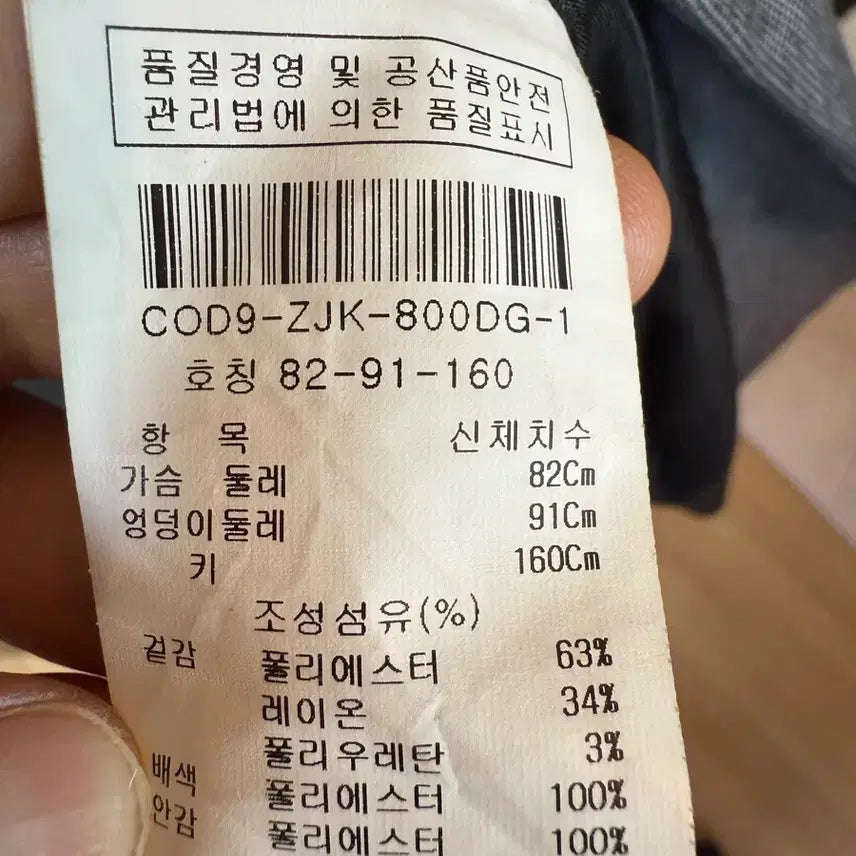 품질경영 및 공산품안전
관리법에 의한 품질표시
COD9-ZJK-800DG-1
호칭 82-91-160
항 목 신체치수
가슴 둘레 82Cm
엉덩이둘레 91Cm
키 160Cm
조성섬유(%)
겉감 폴리에스터 63%
레이온 34%
폴리우레탄 3%
배색 폴리에스터 100%
안감 폴리에스터 100%